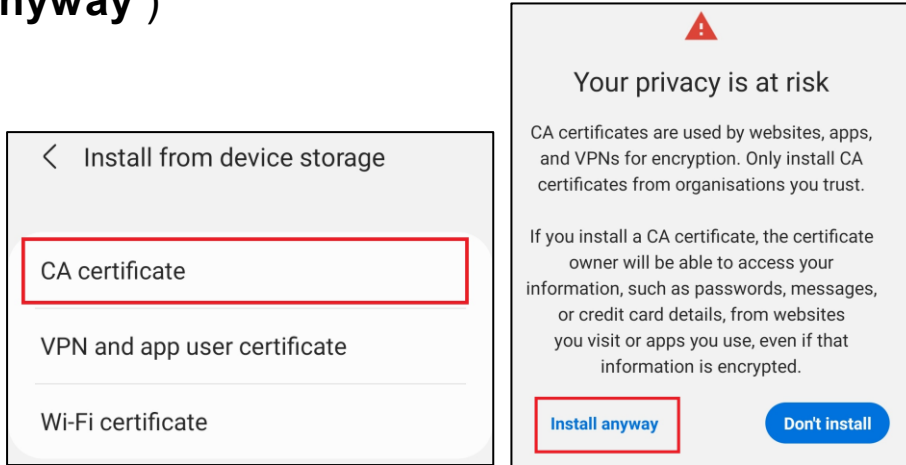 nyway")
Install from device storage
CA certificate
VPN and app user certificate
Wi-Fi certificate
Your privacy is at risk
CA certificates are used by websites, apps,
and VPNs for encryption. Only install CA
certificates from organisations you trust.
If you install a CA certificate, the certificate
owner will be able to access your
information, such as passwords, messages,
or credit card details, from websites
you visit or apps you use, even if that
information is encrypted.
Install anyway
Don't install